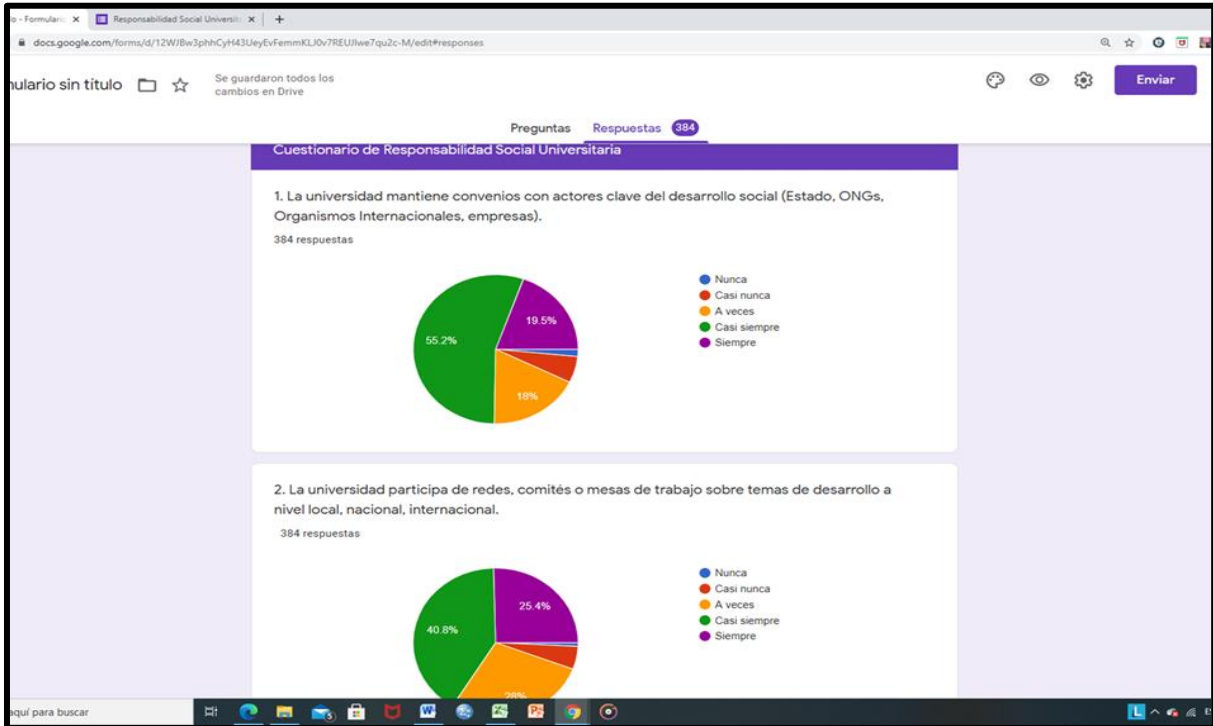 o - Formulari
Responsabilidad Social Universit
docs.google.com/forms/d/12WJBw3phhCyH43UeyEvFemmKLJ0v7REUJIwe7qu2c-M/edit#responses
nulario sin título
Se guardaron todos los
cambios en Drive
Enviar
Preguntas Respuestas 384
Cuestionario de Responsabilidad Social Universitaria
1. La universidad mantiene convenios con actores clave del desarrollo social (Estado, ONGs,
Organismos Internacionales, empresas).
384 respuestas
Nunca
Casi nunca
A veces
Casi siempre
Siempre
19.5%
55.2%
18%
2. La universidad participa de redes, comités o mesas de trabajo sobre temas de desarrollo a
nivel local, nacional, internacional.
384 respuestas
Nunca
Casi nunca
A veces
Casi siempre
Siempre
25.4%
40.8%
28%
aquí para buscar